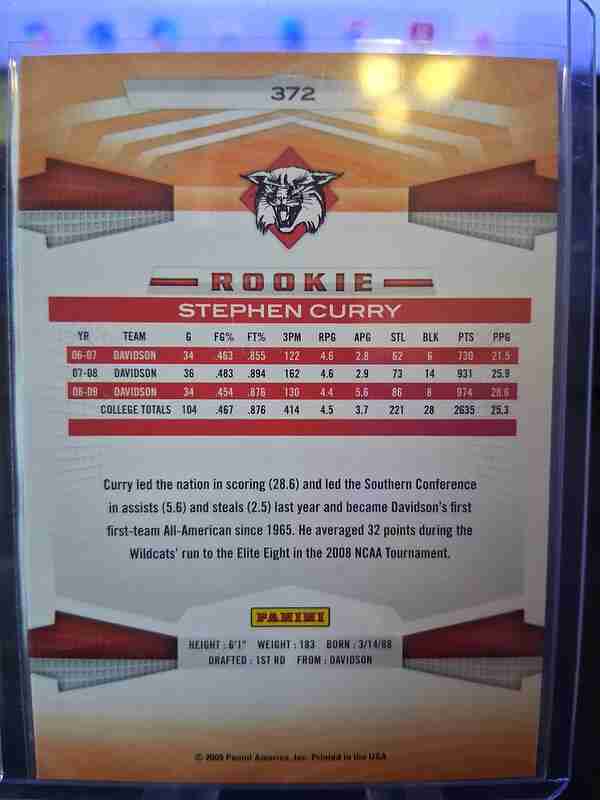 372
ROOKIE
STEPHEN CURRY
YR TEAM G FG% FT% 3PM RPG APG STL BLK PTS PPG
06-07 DAVIDSON 34 .463 .855 122 4.6 2.8 62 6 730 21.5
07-08 DAVIDSON 36 .483 .894 162 4.6 2.9 73 14 931 25.9
08-09 DAVIDSON 34 .454 .876 130 4.4 5.6 86 8 974 28.6
COLLEGE TOTALS 104 .467 .876 414 4.5 3.7 221 28 2635 25.3
Curry led the nation in scoring (28.6) and led the Southern Conference
in assists (5.6) and steals (2.5) last year and became Davidson's first
first-team All-American since 1965. He averaged 32 points during the
Wildcats' run to the Elite Eight in the 2008 NCAA Tournament.
PANINI
HEIGHT : 6'1" WEIGHT : 183 BORN : 3/14/88
DRAFTED : 1ST RD FROM : DAVIDSON
© 2009 Panini America, Inc. Printed in the USA